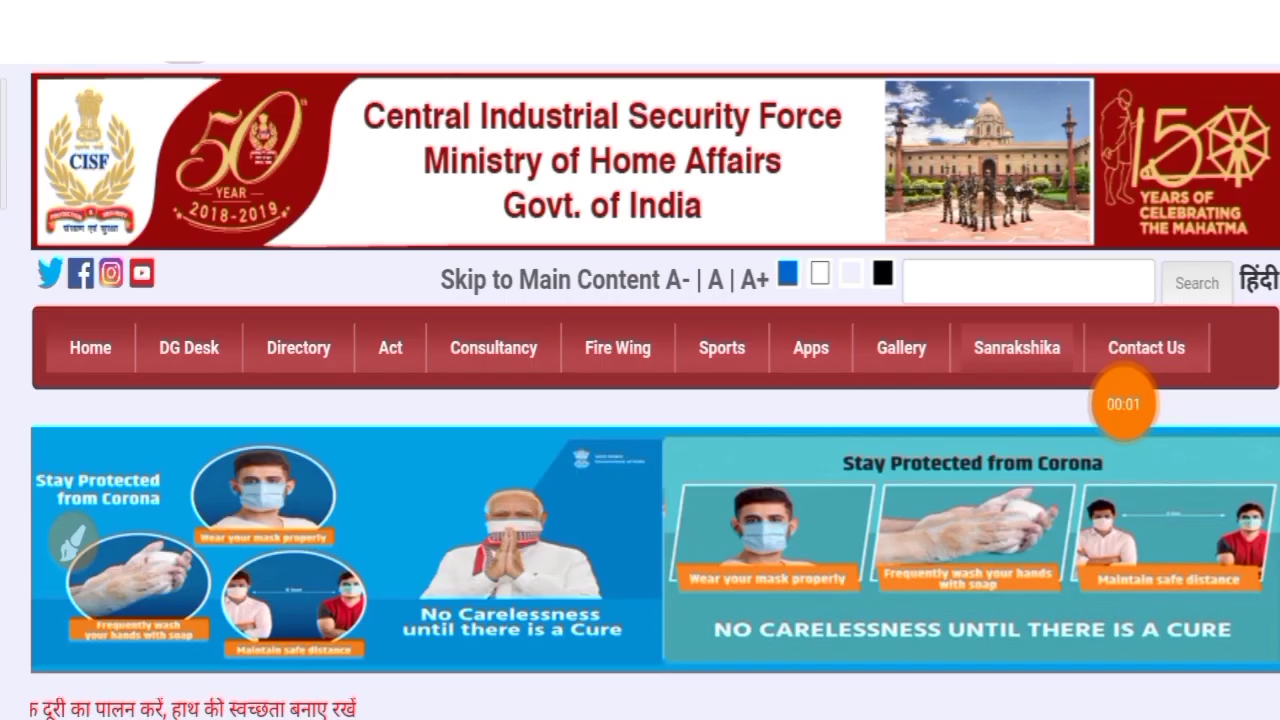 CISF
PROTECTION & SECURITY
संरक्षण एवं सुरक्षा
50th
YEAR
2018-2019
Central Industrial Security Force
Ministry of Home Affairs
Govt. of India
150
YEARS OF
CELEBRATING
THE MAHATMA
Skip to Main Content A- | A | A+
Search
हिंदी
Home
DG Desk
Directory
Act
Consultancy
Fire Wing
Sports
Apps
Gallery
Sanrakshika
Contact Us
00:01
Stay Protected
from Corona
Wear your mask properly
Frequently wash
your hands with soap
Maintain safe distance
No Carelessness
until there is a Cure
Stay Protected from Corona
Wear your mask properly
Frequently wash your hands
with soap
Maintain safe distance
NO CARELESSNESS UNTIL THERE IS A CURE
दूरी का पालन करें, हाथ की स्वच्छता बनाए रखें